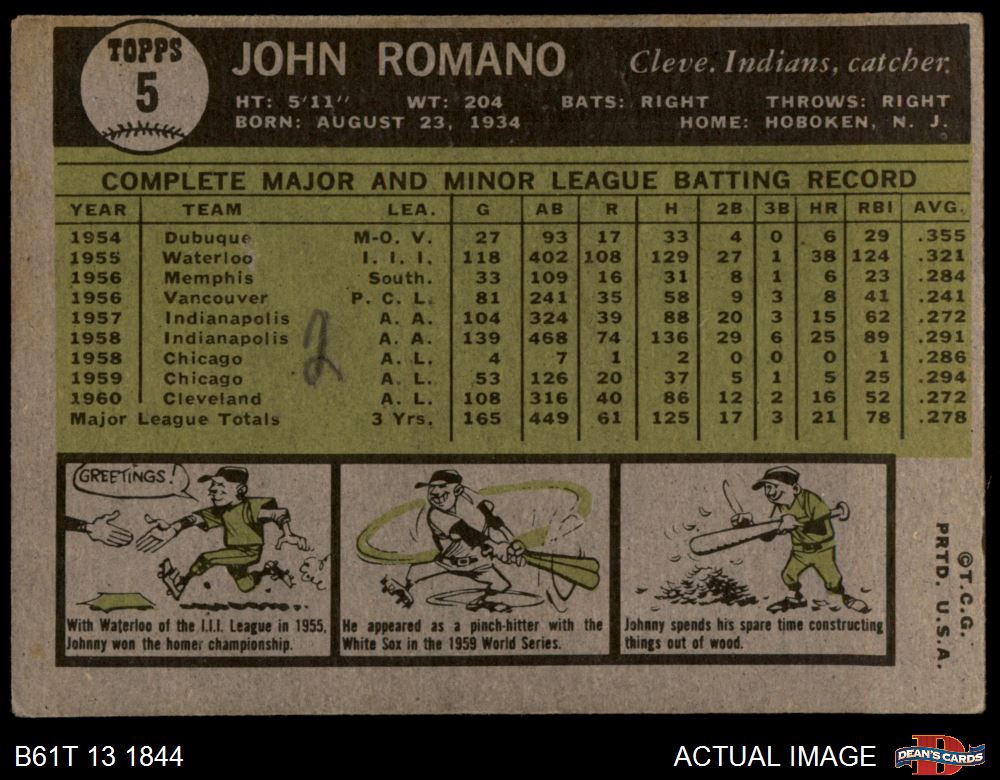 TOPPS
5
JOHN ROMANO
Cleve. Indians, catcher.
HT: 5'11" WT: 204 BATS: RIGHT THROWS: RIGHT
BORN: AUGUST 23, 1934 HOME: HOBOKEN, N. J.
COMPLETE MAJOR AND MINOR LEAGUE BATTING RECORD
YEAR TEAM LEA. G AB R H 2B 3B HR RBI AVG.
1954 Dubuque M-O. V. 27 93 17 33 4 0 6 29 .355
1955 Waterloo I. I. I. 118 402 108 129 27 1 38 124 .321
1956 Memphis South. 33 109 16 31 8 1 6 23 .284
1956 Vancouver P. C. L. 81 241 35 58 9 3 8 41 .241
1957 Indianapolis A. A. 104 324 39 88 20 3 15 62 .272
1958 Indianapolis A. A. 139 468 74 136 29 6 25 89 .291
1958 Chicago A. L. 4 7 1 2 0 0 0 1 .286
1959 Chicago A. L. 53 126 20 37 5 1 5 25 .294
1960 Cleveland A. L. 108 316 40 86 12 2 16 52 .272
Major League Totals 3 Yrs. 165 449 61 125 17 3 21 78 .278
2
GREETINGS!
With Waterloo of the I.I.I. League in 1955,
Johnny won the homer championship.
He appeared as a pinch-hitter with the
White Sox in the 1959 World Series.
Johnny spends his spare time constructing
things out of wood.
©T.C.G.
PRTD. U.S.A.
B61T 13 1844
ACTUAL IMAGE
D
DEAN'S CARDS